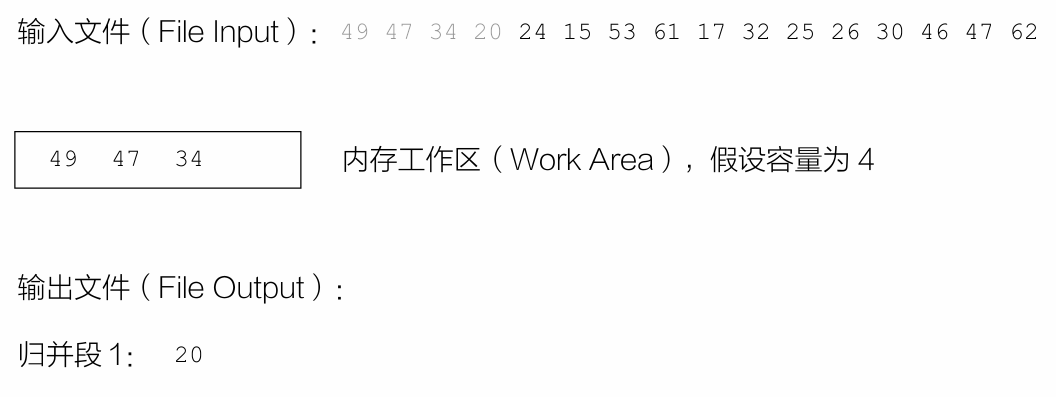 输入文件（File Input）： 49 47 34 20 24 15 53 61 17 32 25 26 30 46 47 62
49 47 34 内存工作区（Work Area），假设容量为 4
输出文件（File Output）：
归并段 1： 20